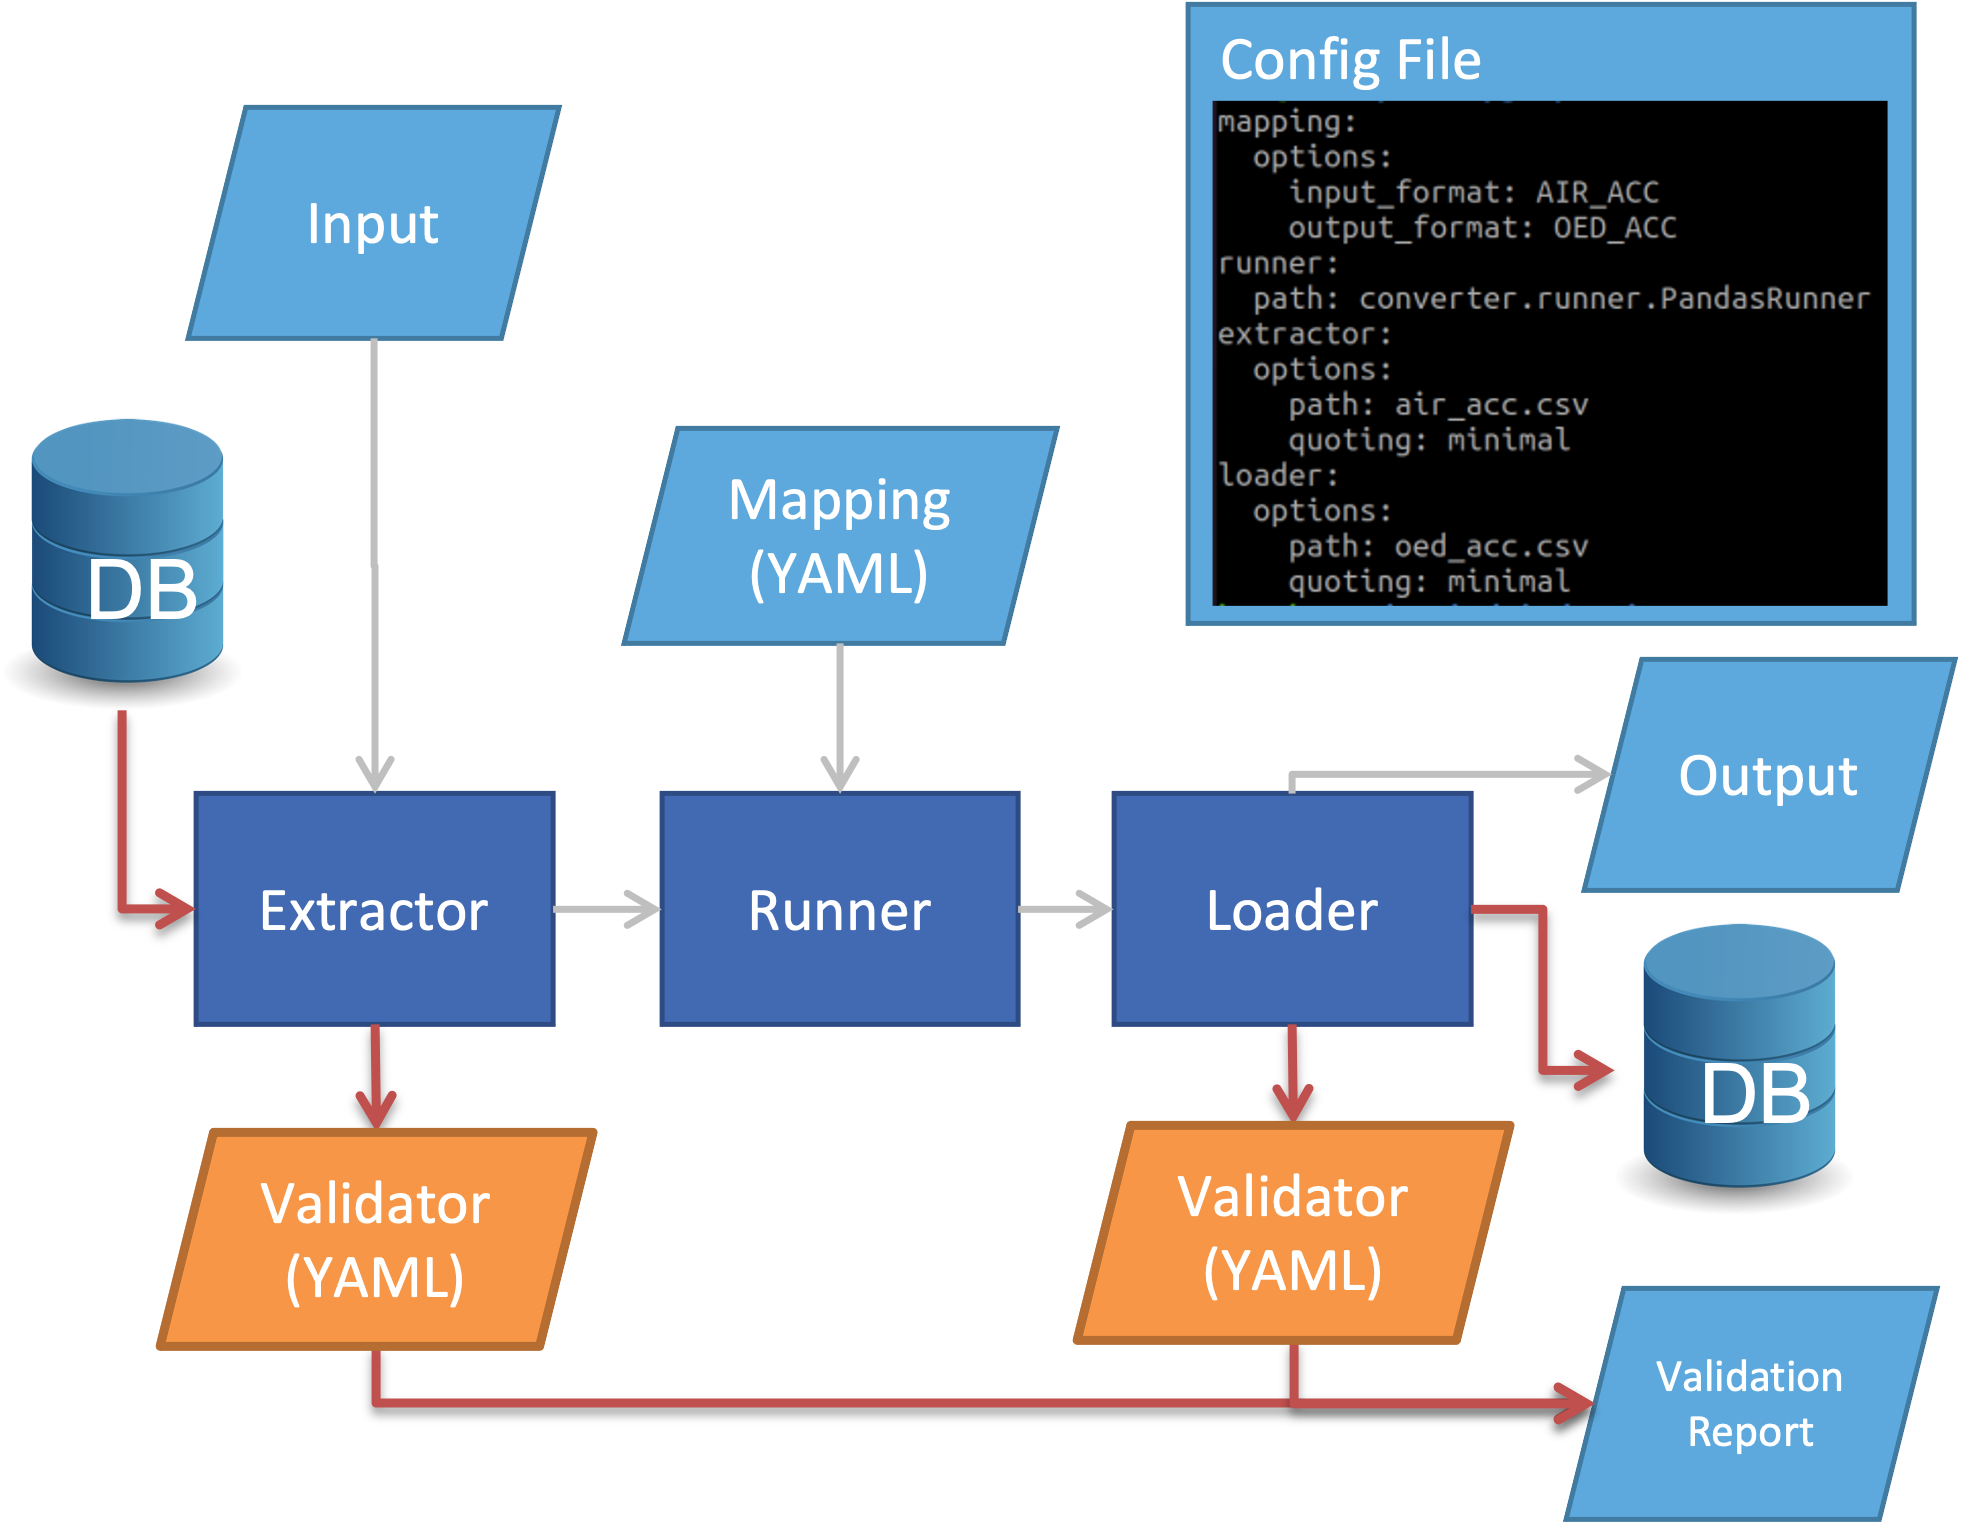 Config File
mapping:
  options:
    input_format: AIR_ACC
    output_format: OED_ACC
runner:
  path: converter.runner.PandasRunner
extractor:
  options:
    path: air_acc.csv
    quoting: minimal
loader:
  options:
    path: oed_acc.csv
    quoting: minimal
Input
DB
Mapping
(YAML)
Output
Extractor
Runner
Loader
DB
Validator
(YAML)
Validator
(YAML)
Validation
Report